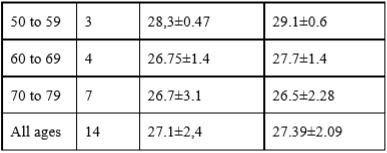 50 to 59 3 28,3±0.47 29.1±0.6
60 to 69 4 26.75±1.4 27.7±1.4
70 to 79 7 26.7±3.1 26.5±2.28
All ages 14 27.1±2,4 27.39±2.09